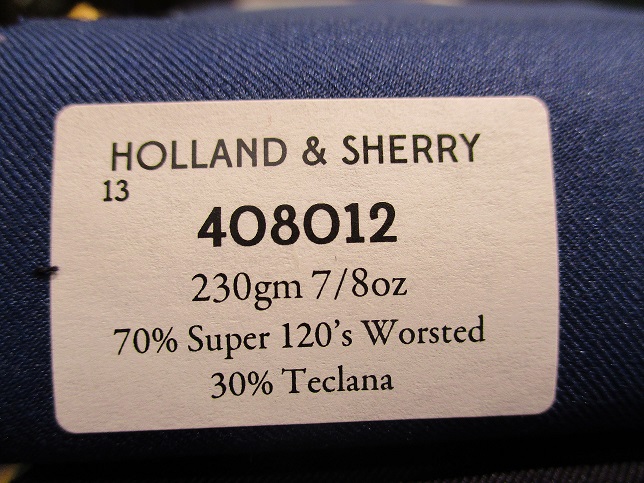 HOLLAND & SHERRY
13
408012
230gm 7/8oz
70% Super 120's Worsted
30% Teclana